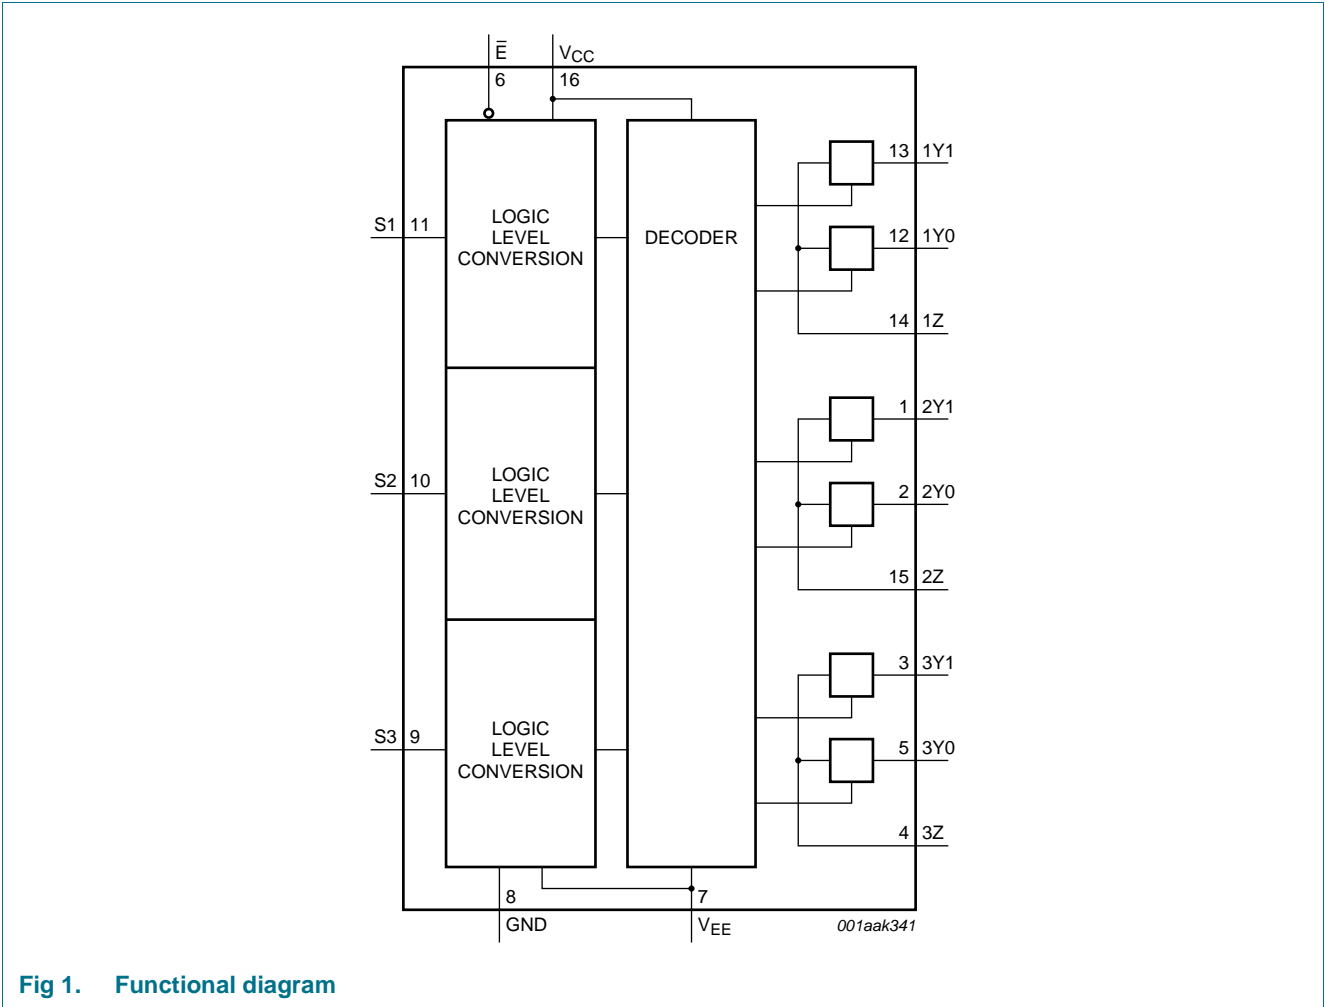 E̅ VCC
6 16
13 1Y1
S1 11
LOGIC
LEVEL
CONVERSION
DECODER
12 1Y0
14 1Z
1 2Y1
S2 10
LOGIC
LEVEL
CONVERSION
2 2Y0
15 2Z
3 3Y1
S3 9
LOGIC
LEVEL
CONVERSION
5 3Y0
4 3Z
8 7
GND VEE 001aak341
Fig 1. Functional diagram